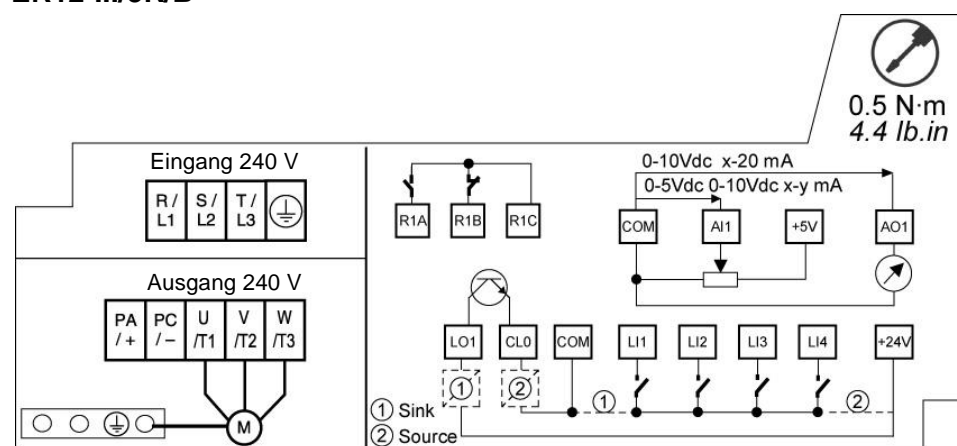 0.5 N·m
4.4 lb.in
Eingang 240 V
R / L1 S / L2 T / L3
Ausgang 240 V
PA / + PC / – U /T1 V /T2 W /T3
M
R1A R1B R1C
0-10Vdc x-20 mA
0-5Vdc 0-10Vdc x-y mA
COM AI1 +5V AO1
LO1 CL0 COM LI1 LI2 LI3 LI4 +24V
1 2 1 2
1 Sink
2 Source